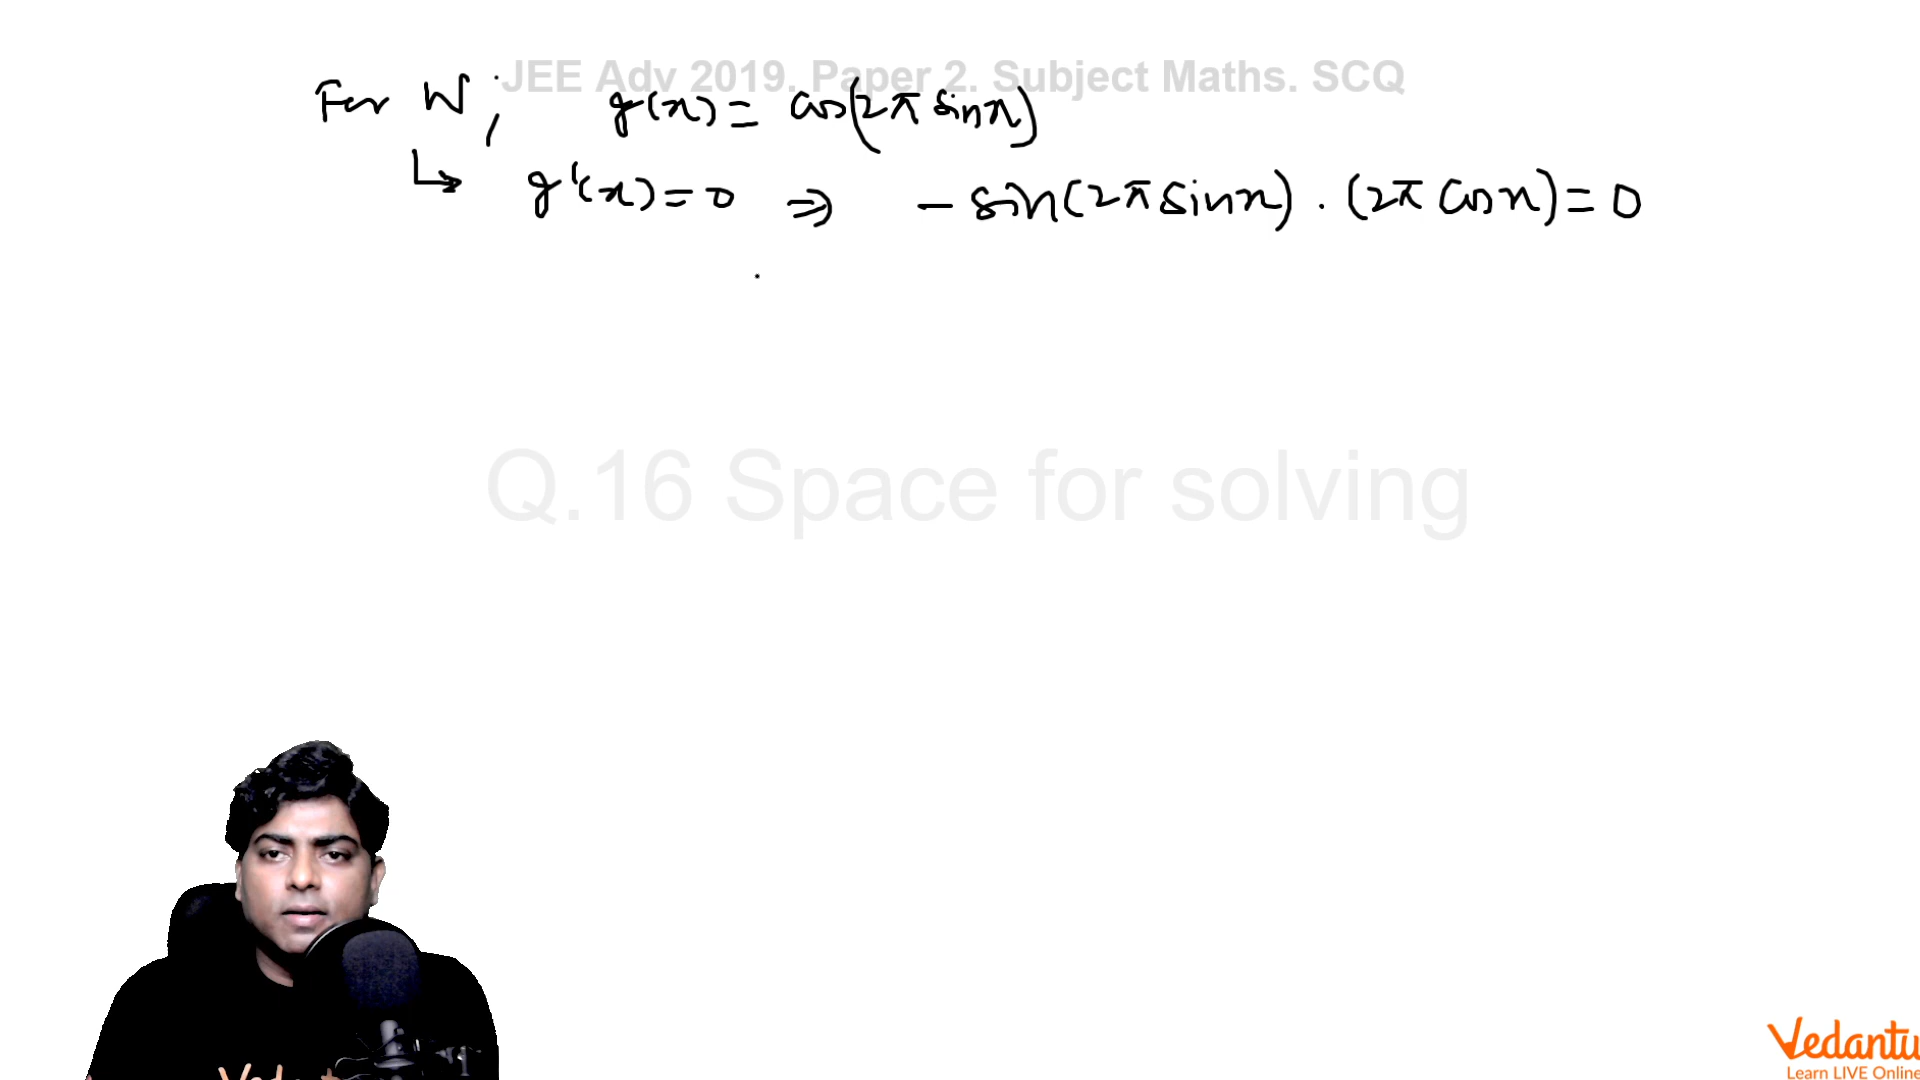 JEE Adv 2019. Paper 2. Subject Maths. SCQ
For W, g(x) = cos(2π sinx)
↳ g'(x) = 0 ⇒ - sin(2π sinx) . (2π cosx) = 0
Q.16 Space for solving
Vedantu
Learn LIVE Online